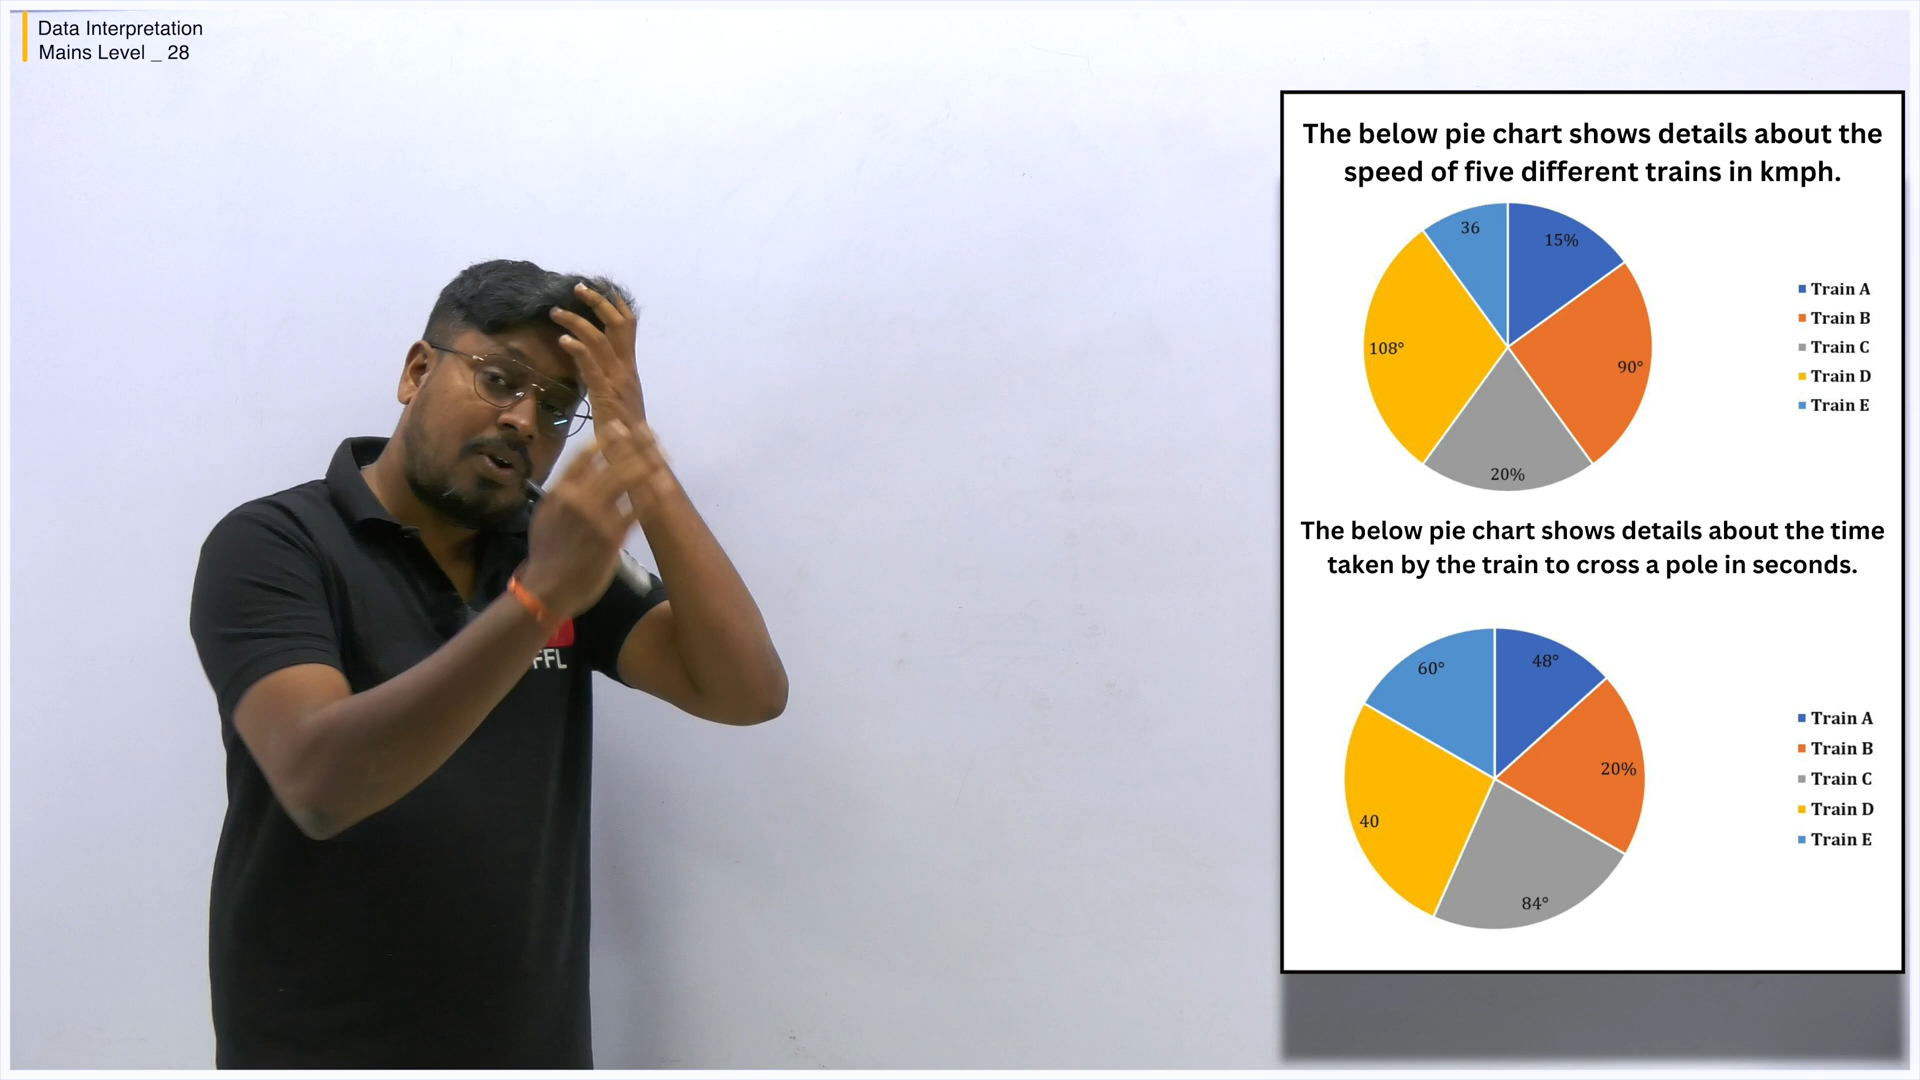 Data Interpretation
Mains Level _ 28
The below pie chart shows details about the
speed of five different trains in kmph.
36
15%
108°
90°
20%
Train A
Train B
Train C
Train D
Train E
The below pie chart shows details about the time
taken by the train to cross a pole in seconds.
60°
48°
20%
40
84°
Train A
Train B
Train C
Train D
Train E
FFL